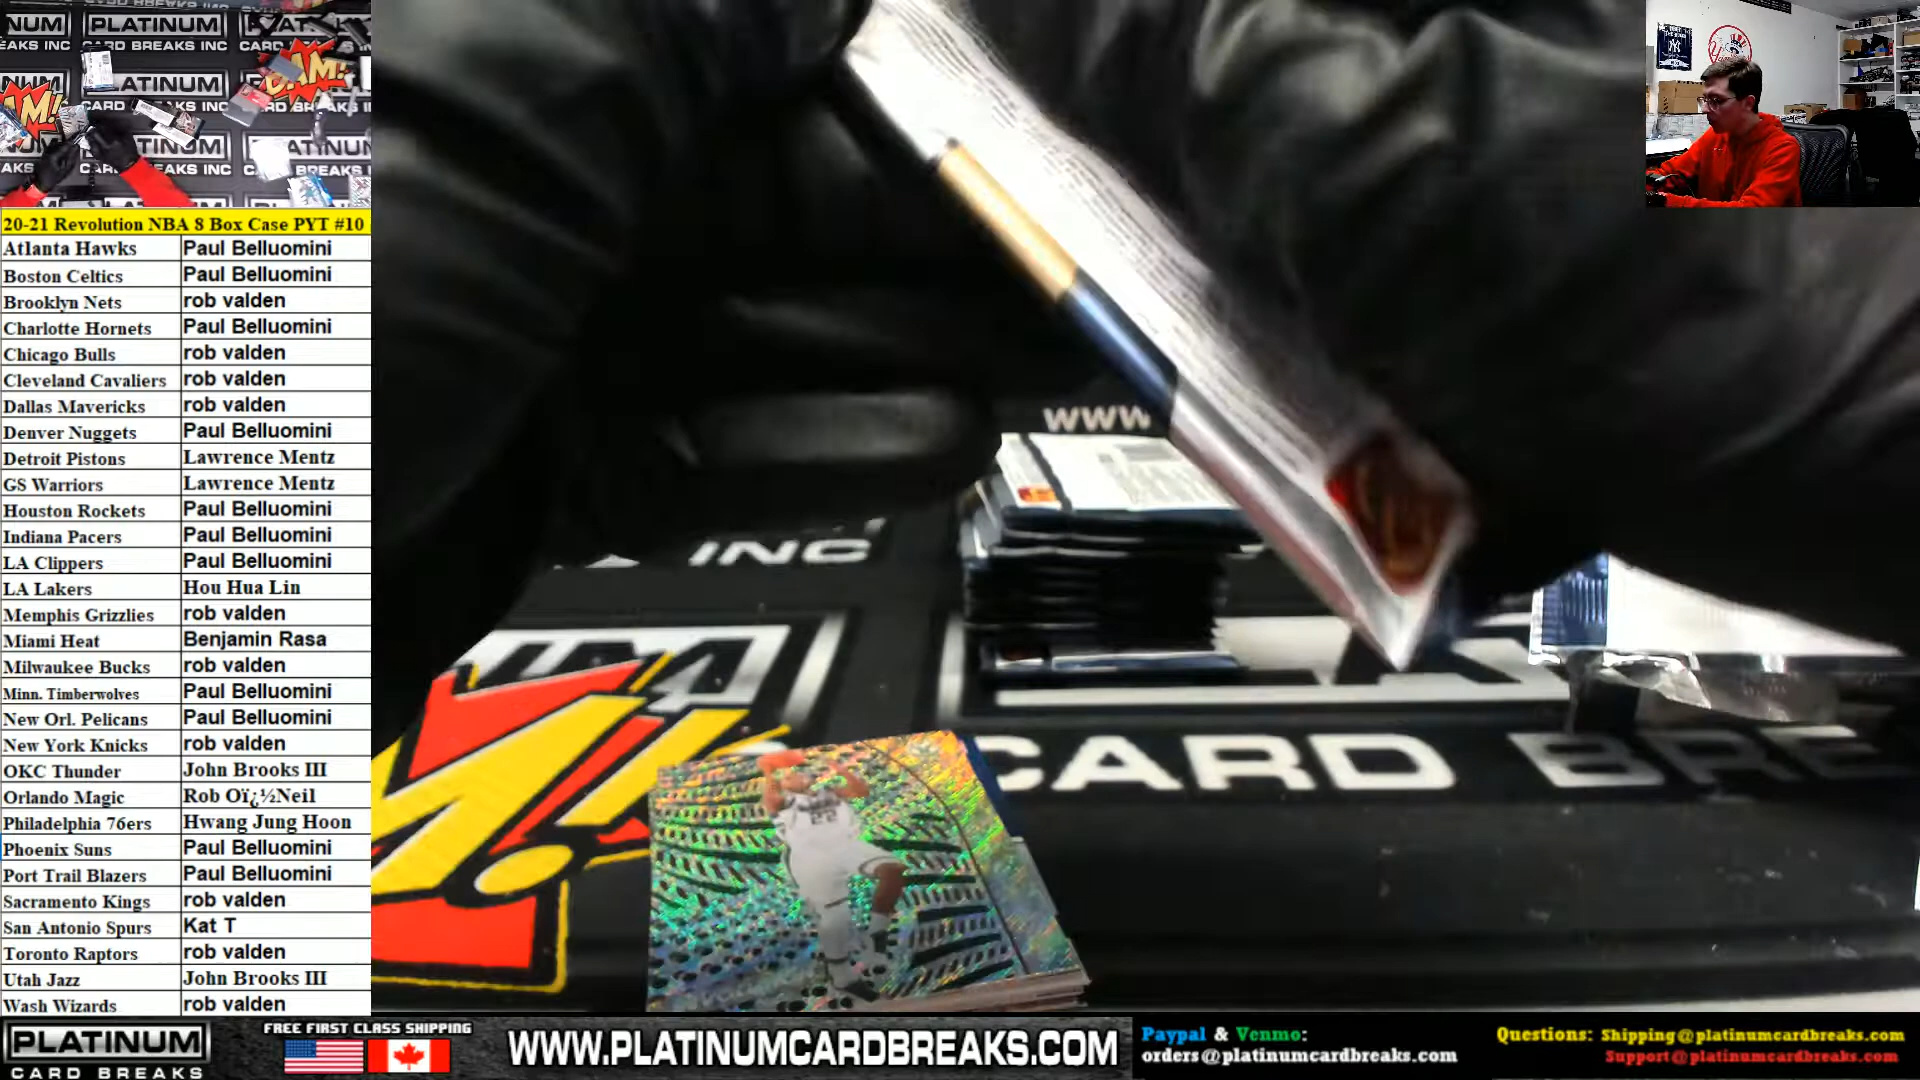 20-21 Revolution NBA 8 Box Case PYT #10
Atlanta Hawks Paul Belluomini
Boston Celtics Paul Belluomini
Brooklyn Nets rob valden
Charlotte Hornets Paul Belluomini
Chicago Bulls rob valden
Cleveland Cavaliers rob valden
Dallas Mavericks rob valden
Denver Nuggets Paul Belluomini
Detroit Pistons Lawrence Mentz
GS Warriors Lawrence Mentz
Houston Rockets Paul Belluomini
Indiana Pacers Paul Belluomini
LA Clippers Paul Belluomini
LA Lakers Hou Hua Lin
Memphis Grizzlies rob valden
Miami Heat Benjamin Rasa
Milwaukee Bucks rob valden
Minn. Timberwolves Paul Belluomini
New Orl. Pelicans Paul Belluomini
New York Knicks rob valden
OKC Thunder John Brooks III
Orlando Magic Rob Oï¿½Neil
Philadelphia 76ers Hwang Jung Hoon
Phoenix Suns Paul Belluomini
Port Trail Blazers Paul Belluomini
Sacramento Kings rob valden
San Antonio Spurs Kat T
Toronto Raptors rob valden
Utah Jazz John Brooks III
Wash Wizards rob valden
PLATINUM
CARD BREAKS INC
WWW
INC
CARD BRE
22
PLATINUM
CARD BREAKS
FREE FIRST CLASS SHIPPING
WWW.PLATINUMCARDBREAKS.COM
Paypal & Venmo:
orders@platinumcardbreaks.com
Questions: Shipping@platinumcardbreaks.com
Support@platinumcardbreaks.com